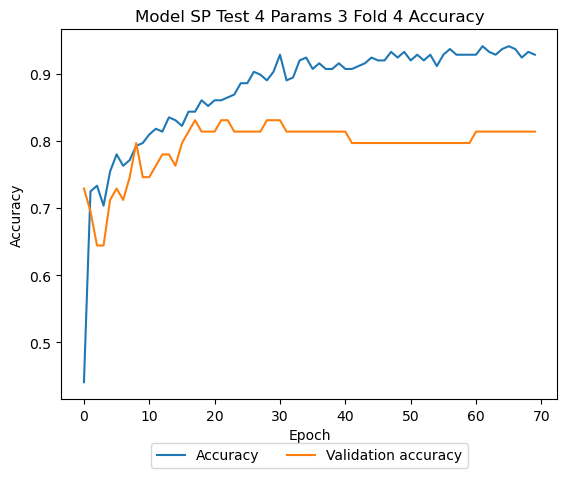 Model SP Test 4 Params 3 Fold 4 Accuracy
Accuracy
0.9
0.8
0.7
0.6
0.5
0 10 20 30 40 50 60 70
Epoch
Accuracy Validation accuracy